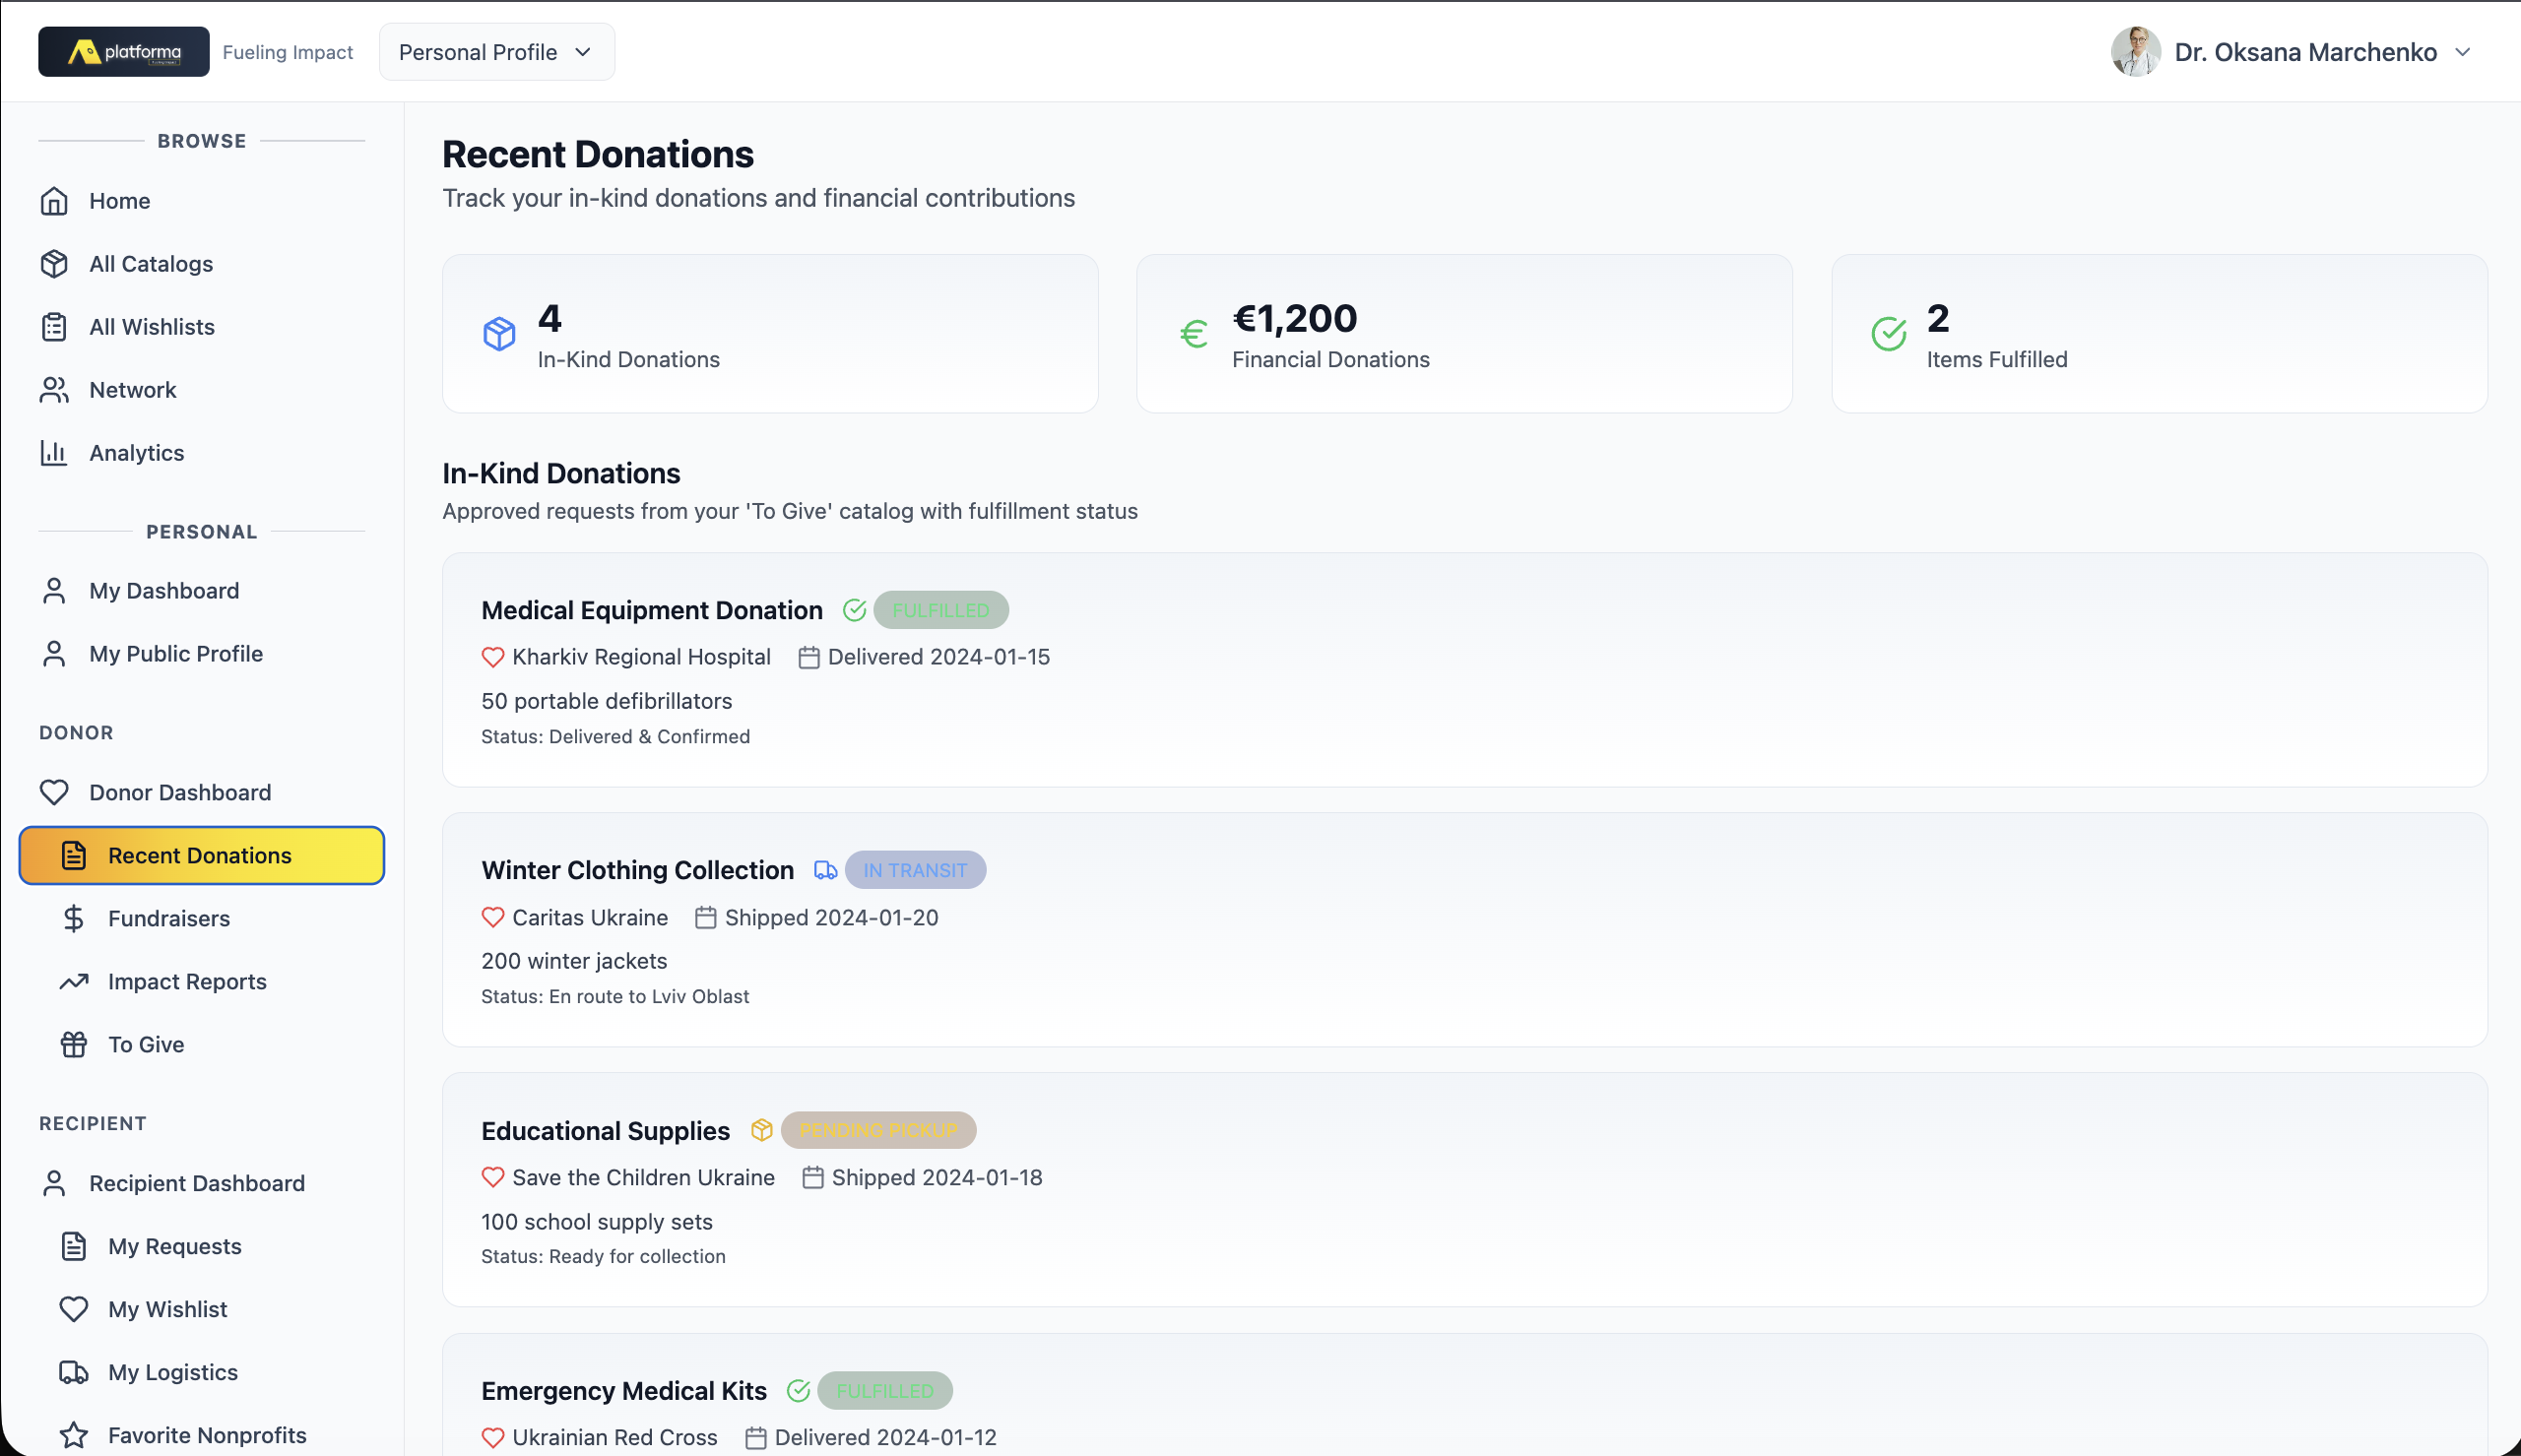 platforma
Fueling Impact
Personal Profile
Dr. Oksana Marchenko
BROWSE
Home
All Catalogs
All Wishlists
Network
Analytics
PERSONAL
My Dashboard
My Public Profile
DONOR
Donor Dashboard
Recent Donations
Fundraisers
Impact Reports
To Give
RECIPIENT
Recipient Dashboard
My Requests
My Wishlist
My Logistics
Favorite Nonprofits
Recent Donations
Track your in-kind donations and financial contributions
4
In-Kind Donations
€1,200
Financial Donations
2
Items Fulfilled
In-Kind Donations
Approved requests from your 'To Give' catalog with fulfillment status
Medical Equipment Donation FULFILLED
Kharkiv Regional Hospital Delivered 2024-01-15
50 portable defibrillators
Status: Delivered & Confirmed
Winter Clothing Collection IN TRANSIT
Caritas Ukraine Shipped 2024-01-20
200 winter jackets
Status: En route to Lviv Oblast
Educational Supplies PENDING PICKUP
Save the Children Ukraine Shipped 2024-01-18
100 school supply sets
Status: Ready for collection
Emergency Medical Kits FULFILLED
Ukrainian Red Cross Delivered 2024-01-12